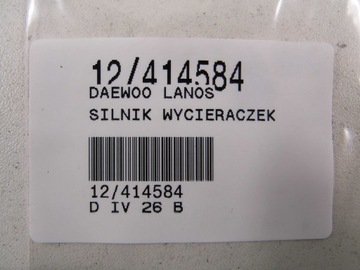 12/414584
DAEWOO LANOS
SILNIK WYCIERACZEK
12/414584
D IV 26 B